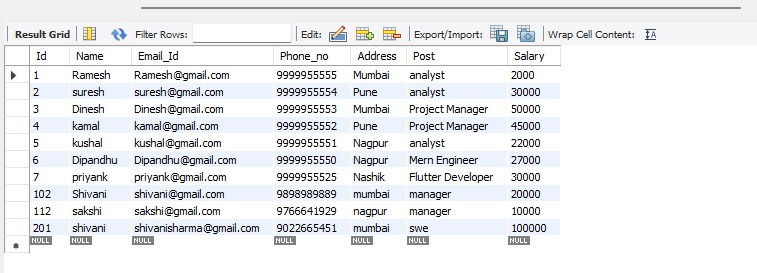 Result Grid Filter Rows: Edit: Export/Import: Wrap Cell Content: IA
Id Name Email_Id Phone_no Address Post Salary
1 Ramesh Ramesh@gmail.com 9999955555 Mumbai analyst 2000
2 suresh suresh@gmail.com 9999955554 Pune analyst 30000
3 Dinesh Dinesh@gmail.com 9999955553 Mumbai Project Manager 50000
4 kamal kamal@gmail.com 9999955552 Pune Project Manager 45000
5 kushal kushal@gmail.com 9999955551 Nagpur analyst 22000
6 Dipandhu Dipandhu@gmail.com 9999955550 Nagpur Mern Engineer 27000
7 priyank priyank@gmail.com 9999955525 Nashik Flutter Developer 30000
102 Shivani shivani@gmail.com 9898989889 mumbai manager 20000
112 sakshi sakshi@gmail.com 9766641929 nagpur manager 10000
201 shivani shivanisharma@gmail.com 9022665451 mumbai swe 100000
NULL NULL NULL NULL NULL NULL NULL